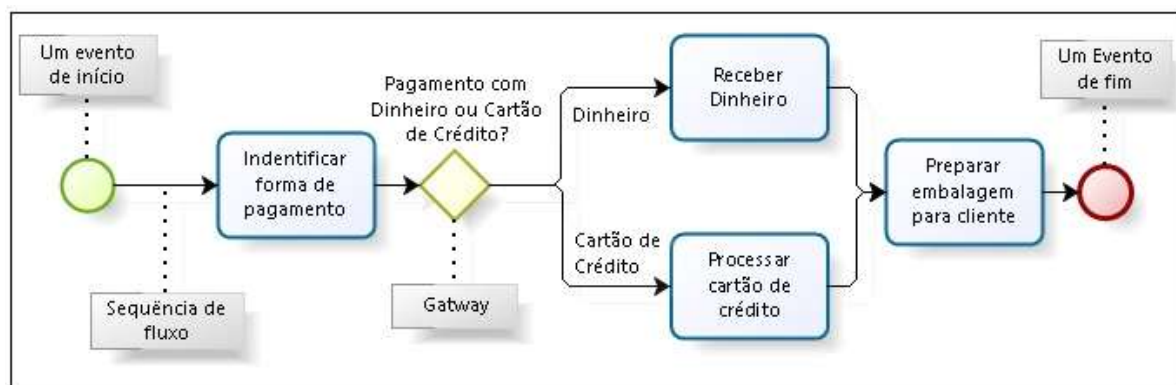 Um evento
de início
Indentificar
forma de
pagamento
Sequência de
fluxo
Pagamento com
Dinheiro ou Cartão
de Crédito?
Gatway
Dinheiro
Receber
Dinheiro
Cartão de
Crédito
Processar
cartão de
crédito
Preparar
embalagem
para cliente
Um Evento
de fim